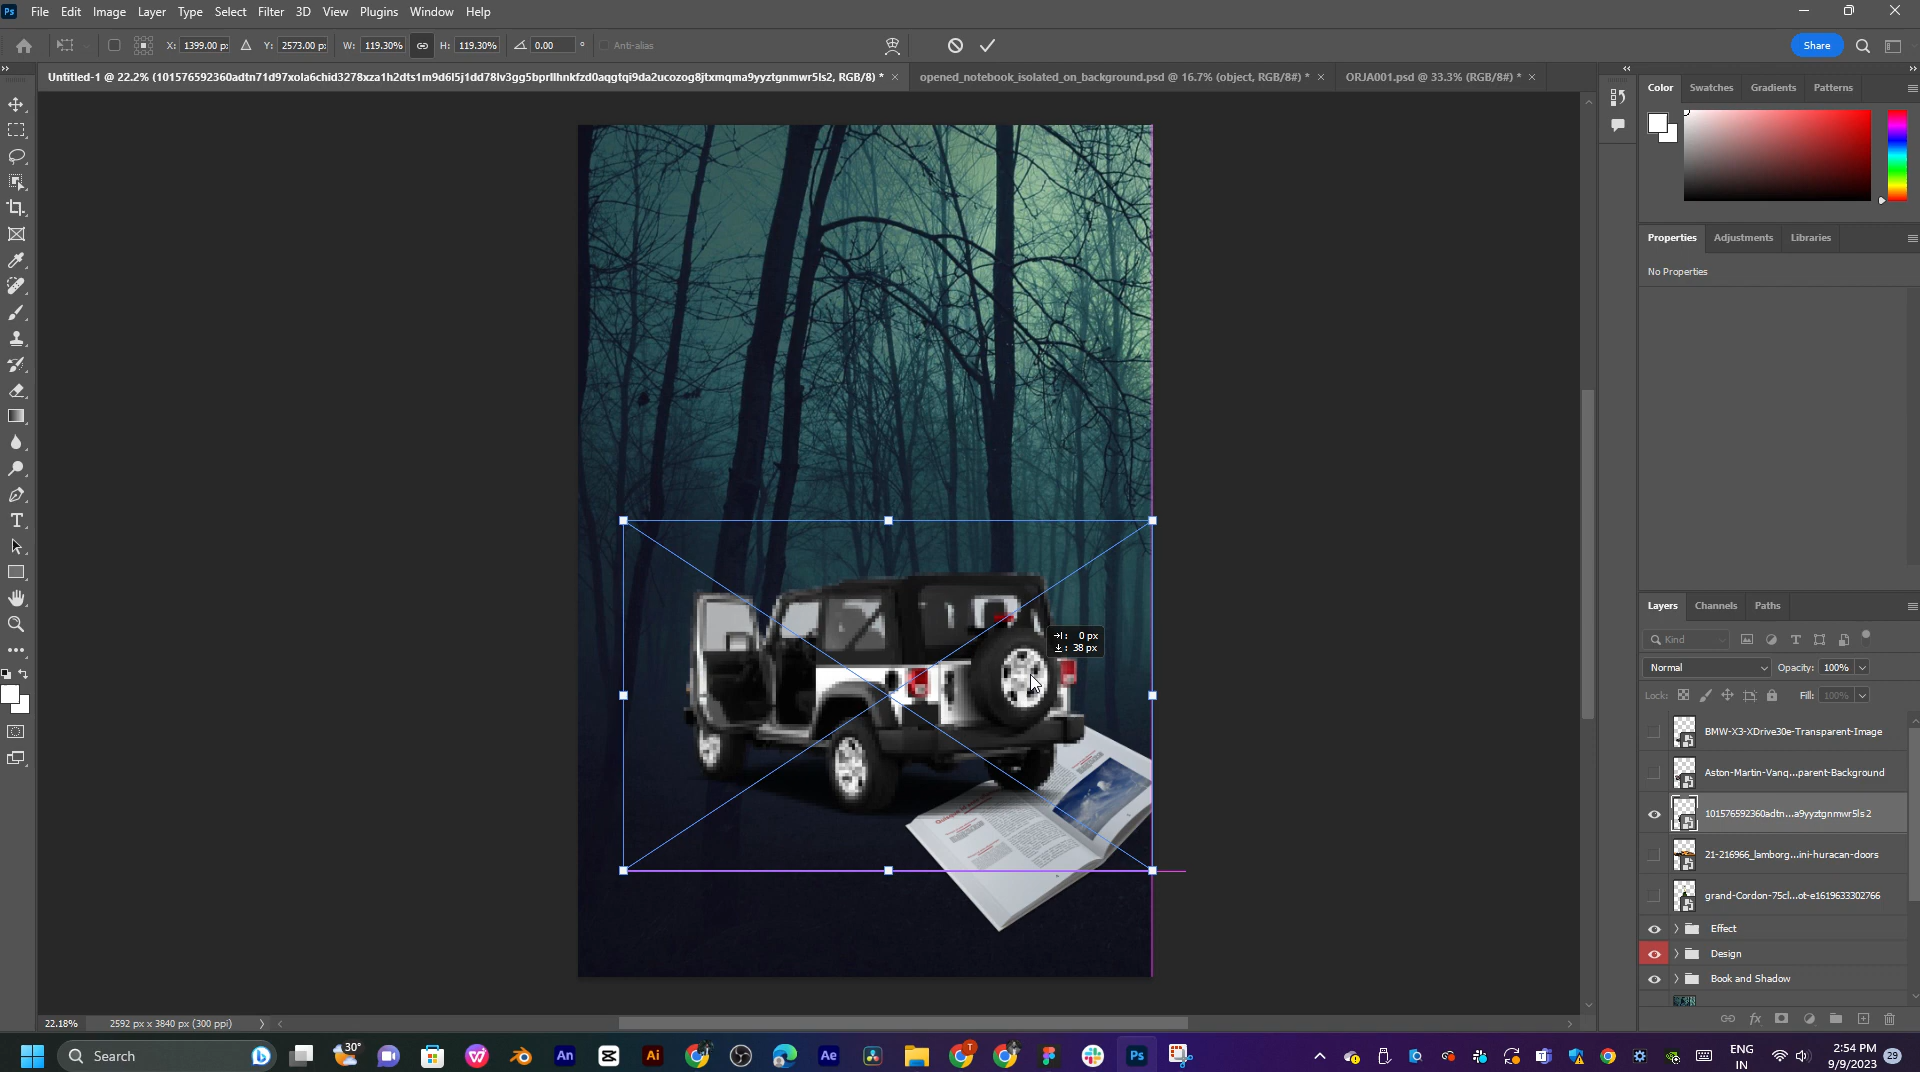 Ps File Edit Image Layer Type Select Filter 3D View Plugins Window Help
X: 1399.00 p: Y: 2573.00 p: W: 119.30% H: 119.30% 0.00 ° Anti-alias Share
Untitled-1 @ 22.2% (101576592360adtn71d97xola6chid3278xza1h2dts1m9d6l5j1dd78lv3gg5bprllhnkfzd0aqgtqi9da2ucozog8jtxmqma9yyztgnmwr5ls2, RGB/8) * × opened_notebook_isolated_on_background.psd @ 16.7% (object, RGB/8#) * × ORJA001.psd @ 33.3% (RGB/8#) * ×
Color Swatches Gradients Patterns
Properties Adjustments Libraries
No Properties
0 px
38 px
Layers Channels Paths
Kind
Normal Opacity: 100%
Lock: Fill: 100%
BMW-X3-XDrive30e-Transparent-Image
Aston-Martin-Vanq...parent-Background
101576592360adtn...a9yyztgnmwr5ls2
21-216966_lamborg...ini-huracan-doors
grand-Cordon-75cl...ot-e1619633302766
Effect
Design
Book and Shadow
fx
22.18% 2592 px x 3840 px (300 ppi)
30° Search An Ai Ae T Ps ENG IN 2:54 PM 9/9/2023 29